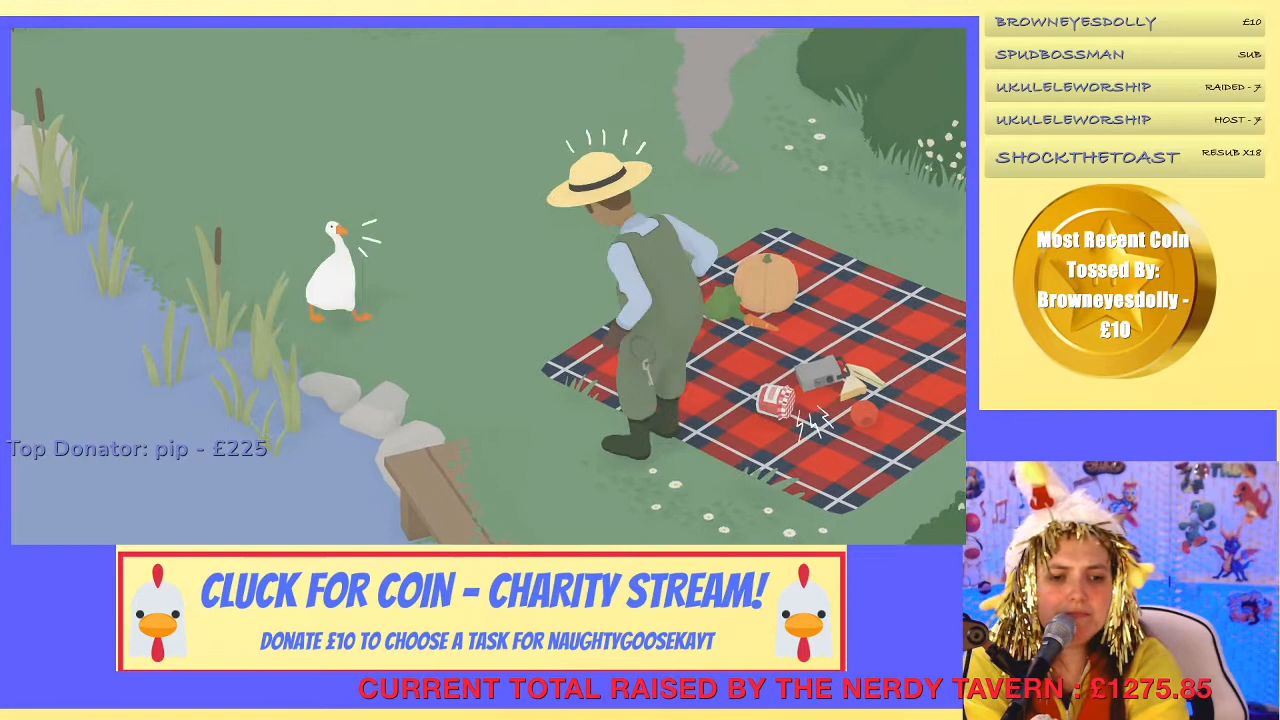 BROWNEYESDOLLY £10
SPUDBOSSMAN SUB
UKULELEWORSHIP RAIDED - 7
UKULELEWORSHIP HOST - 7
SHOCKTHETOAST RESUB X18
Most Recent Coin
Tossed By:
Browneyesdolly -
£10
Top Donator: pip - £225
CLUCK FOR COIN - CHARITY STREAM!
DONATE £10 TO CHOOSE A TASK FOR NAUGHTYGOOSEKAYT
CURRENT TOTAL RAISED BY THE NERDY TAVERN : £1275.85